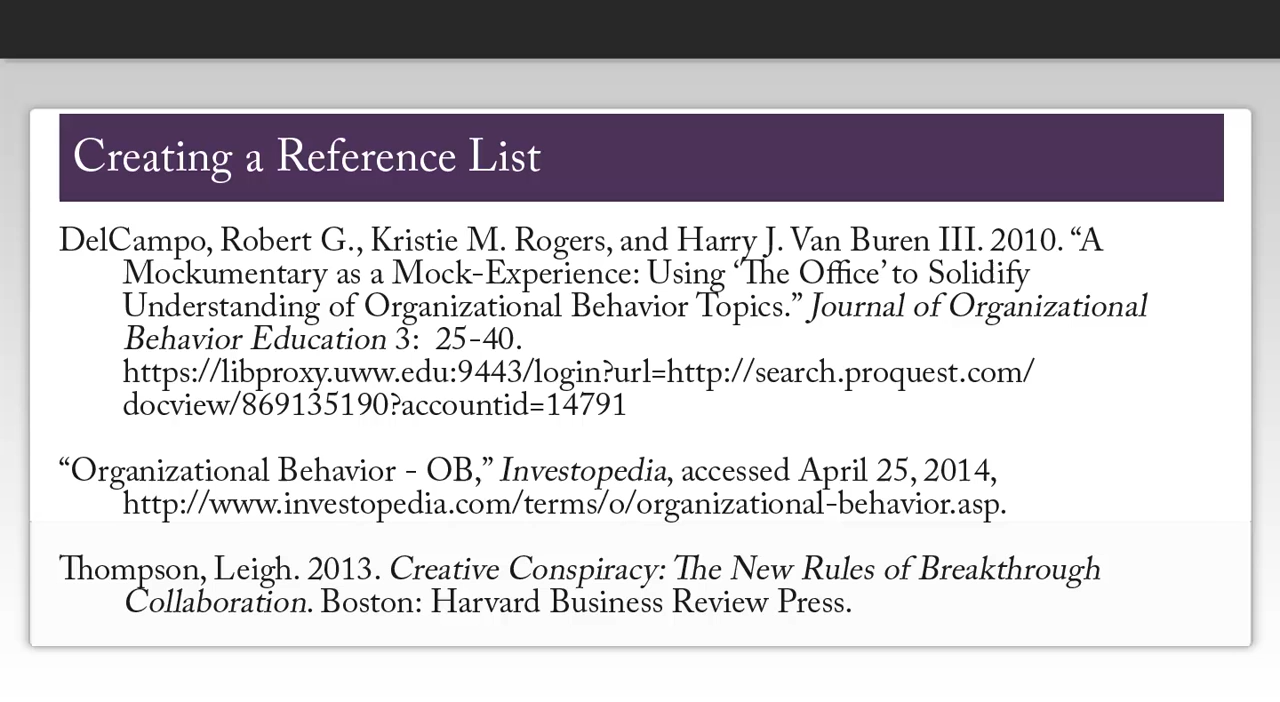 Creating a Reference List
DelCampo, Robert G., Kristie M. Rogers, and Harry J. Van Buren III. 2010. “A
Mockumentary as a Mock-Experience: Using ‘The Office’ to Solidify
Understanding of Organizational Behavior Topics.” Journal of Organizational
Behavior Education 3:  25-40.
https://libproxy.uww.edu:9443/login?url=http://search.proquest.com/
docview/869135190?accountid=14791
“Organizational Behavior - OB,” Investopedia, accessed April 25, 2014,
http://www.investopedia.com/terms/o/organizational-behavior.asp.
Thompson, Leigh. 2013. Creative Conspiracy: The New Rules of Breakthrough
Collaboration. Boston: Harvard Business Review Press.